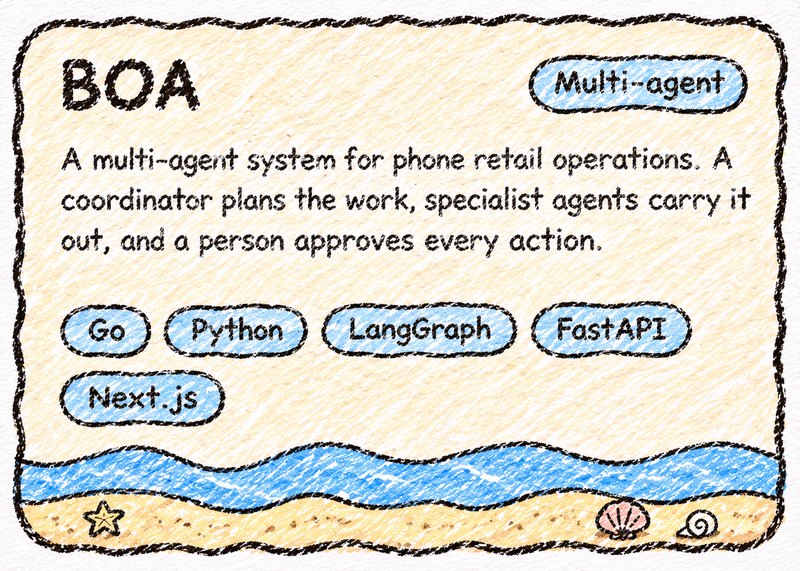 BOA
Multi-agent
A multi-agent system for phone retail operations. A
coordinator plans the work, specialist agents carry it
out, and a person approves every action.
Go Python LangGraph FastAPI
Next.js